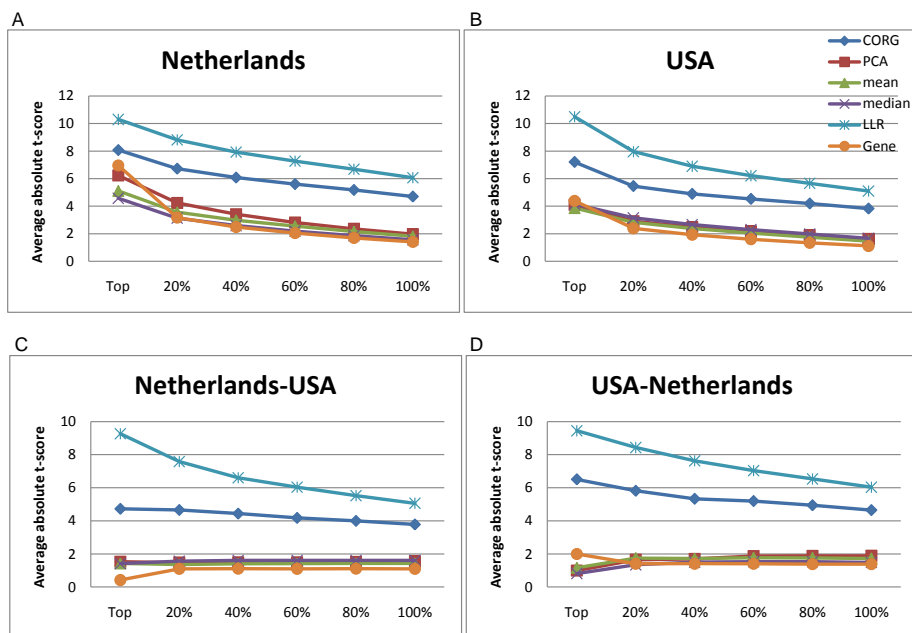 A
Netherlands
Average absolute t-score
12
10
8
6
4
2
0
Top 20% 40% 60% 80% 100%
B
USA
CORG
PCA
mean
median
LLR
Gene
Average absolute t-score
12
10
8
6
4
2
0
Top 20% 40% 60% 80% 100%
C
Netherlands-USA
Average absolute t-score
10
8
6
4
2
0
Top 20% 40% 60% 80% 100%
D
USA-Netherlands
Average absolute t-score
10
8
6
4
2
0
Top 20% 40% 60% 80% 100%